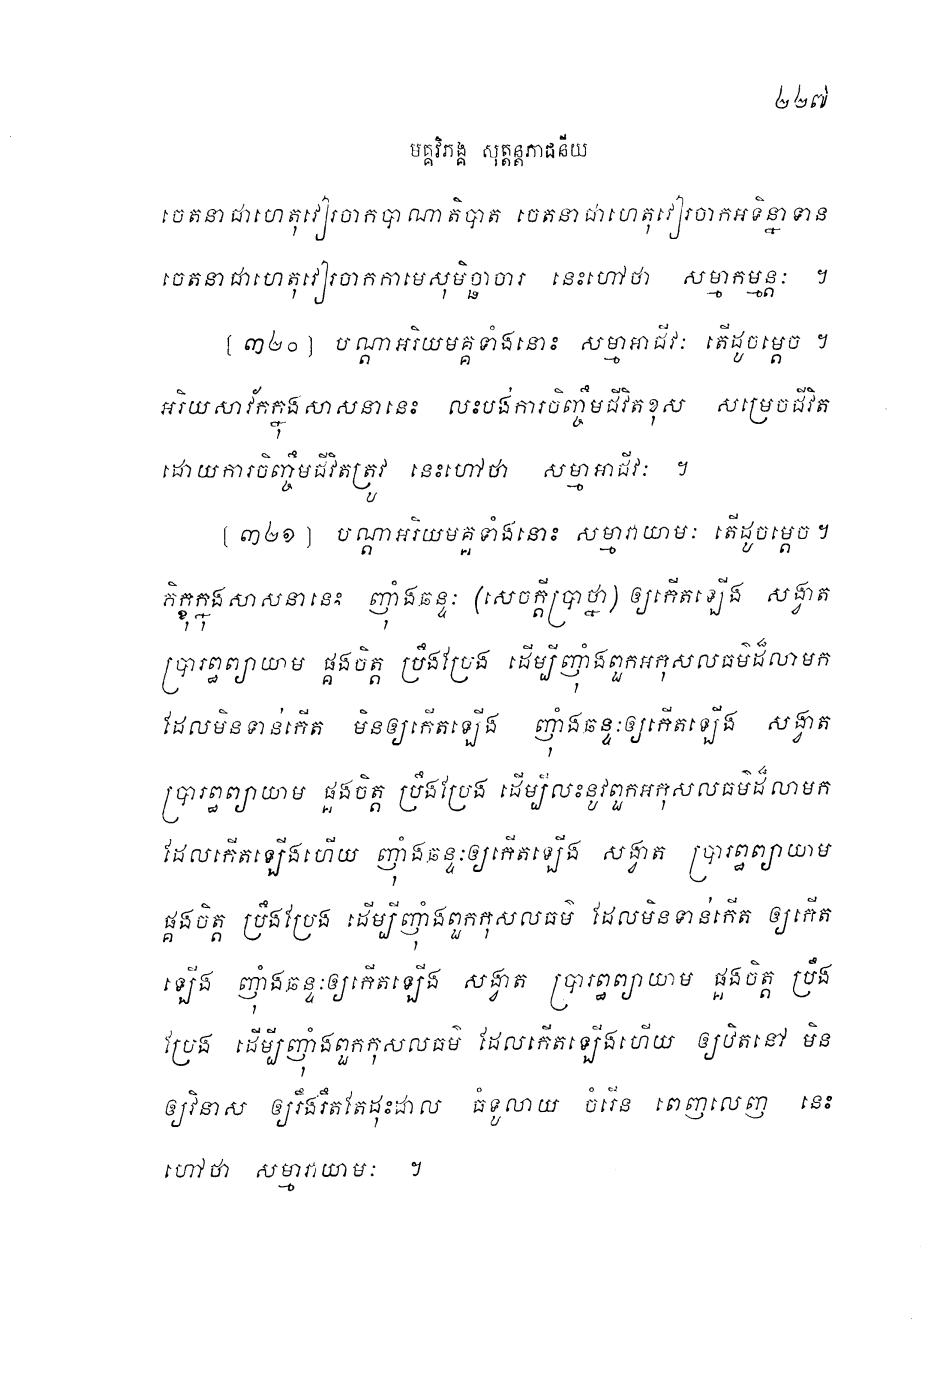 ២២៧
មគ្គវិភង្គ សុត្តន្តភាជនីយ
ចេតនាជាហេតុវៀរចាកបាណាតិបាត ចេតនាជាហេតុវៀរចាកអទិន្នាទាន
ចេតនាជាហេតុវៀរចាកកាមេសុមិច្ឆាចារ នេះហៅថា សម្មាកម្មន្តៈ ។
[៣២០] បណ្តាអរិយមគ្គទាំងនោះ សម្មាអាជីវៈ តើដូចម្តេច ។
អរិយសាវ័កក្នុងសាសនានេះ លះបង់ការចិញ្ចឹមជីវិតខុស សម្រេចជីវិត
ដោយការចិញ្ចឹមជីវិតត្រូវ នេះហៅថា សម្មាអាជីវៈ ។
[៣២១] បណ្តាអរិយមគ្គទាំងនោះ សម្មាវាយាមៈ តើដូចម្តេច ។
ភិក្ខុក្នុងសាសនានេះ ញុំាំងឆន្ទៈ (សេចក្តីប្រាថ្នា) ឲ្យកើតឡើង សង្វាត
ប្រារព្ធព្យាយាម ផ្គងចិត្ត ប្រឹងប្រែង ដើម្បីញុំាំងពួកអកុសលធម៌ដ៏លាមក
ដែលមិនទាន់កើត មិនឲ្យកើតឡើង ញុំាំងឆន្ទៈឲ្យកើតឡើង សង្វាត
ប្រារព្ធព្យាយាម ផ្គងចិត្ត ប្រឹងប្រែង ដើម្បីលះនូវពួកអកុសលធម៌ដ៏លាមក
ដែលកើតឡើងហើយ ញុំាំងឆន្ទៈឲ្យកើតឡើង សង្វាត ប្រារព្ធព្យាយាម
ផ្គងចិត្ត ប្រឹងប្រែង ដើម្បីញុំាំងពួកកុសលធម៌ ដែលមិនទាន់កើត ឲ្យកើត
ឡើង ញុំាំងឆន្ទៈឲ្យកើតឡើង សង្វាត ប្រារព្ធព្យាយាម ផ្គងចិត្ត ប្រឹង
ប្រែង ដើម្បីញុំាំងពួកកុសលធម៌ ដែលកើតឡើងហើយ ឲ្យឋិតនៅ មិន
ឲ្យវិនាស ឲ្យរឹងរឹតតែដុះដាល ធំទូលាយ ចំរើន ពេញលេញ នេះ
ហៅថា សម្មាវាយាមៈ ។